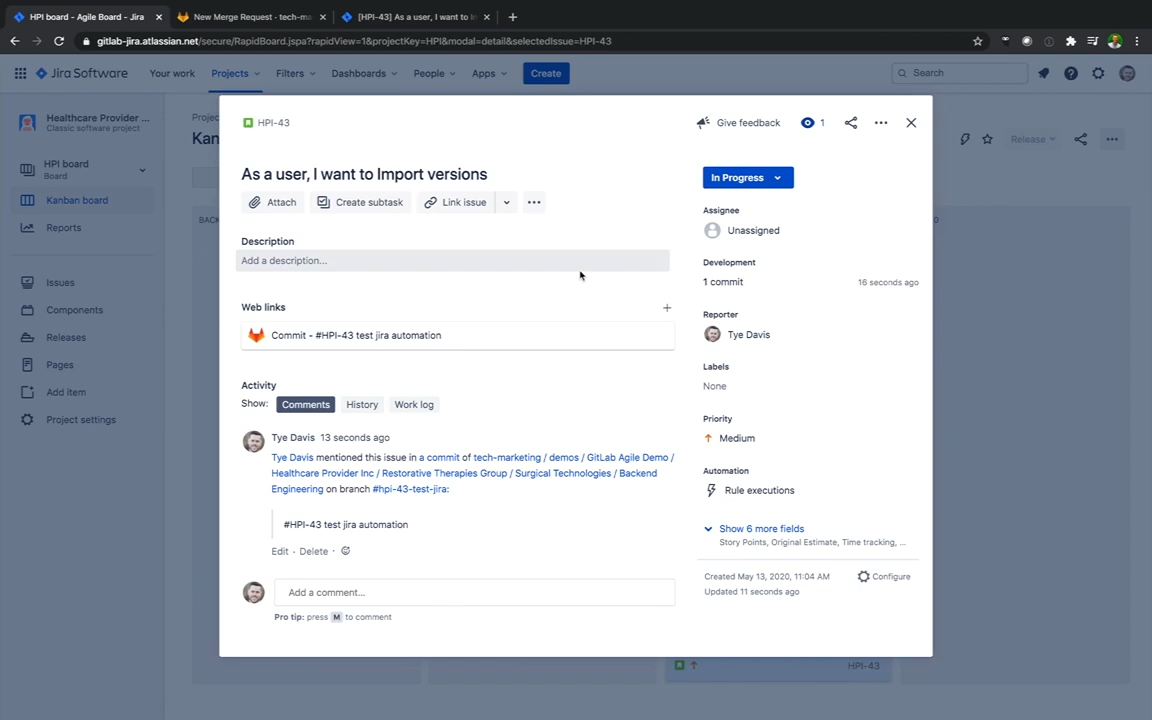 HPI board - Agile Board - Jira
New Merge Request - tech-ma
[HPI-43] As a user, I want to In
gitlab-jira.atlassian.net/secure/RapidBoard.jspa?rapidView=1&projectKey=HPI&modal=detail&selectedIssue=HPI-43
Jira Software
Your work
Projects
Filters
Dashboards
People
Apps
Create
Search
Healthcare Provider ...
Classic software project
HPI board
Board
Kanban board
Reports
Issues
Components
Releases
Pages
Add item
Project settings
Projec
Kan
Release
BACK
HPI-43
Give feedback
1
As a user, I want to Import versions
Attach
Create subtask
Link issue
Description
Add a description...
Web links
Commit - #HPI-43 test jira automation
Activity
Show:
Comments
History
Work log
Tye Davis 13 seconds ago
Tye Davis mentioned this issue in a commit of tech-marketing / demos / GitLab Agile Demo /
Healthcare Provider Inc / Restorative Therapies Group / Surgical Technologies / Backend
Engineering on branch #hpi-43-test-jira:
#HPI-43 test jira automation
Edit · Delete ·
Add a comment...
Pro tip: press M to comment
In Progress
Assignee
Unassigned
Development
1 commit
16 seconds ago
Reporter
Tye Davis
Labels
None
Priority
Medium
Automation
Rule executions
Show 6 more fields
Story Points, Original Estimate, Time tracking, ...
Created May 13, 2020, 11:04 AM
Configure
Updated 11 seconds ago
HPI-43